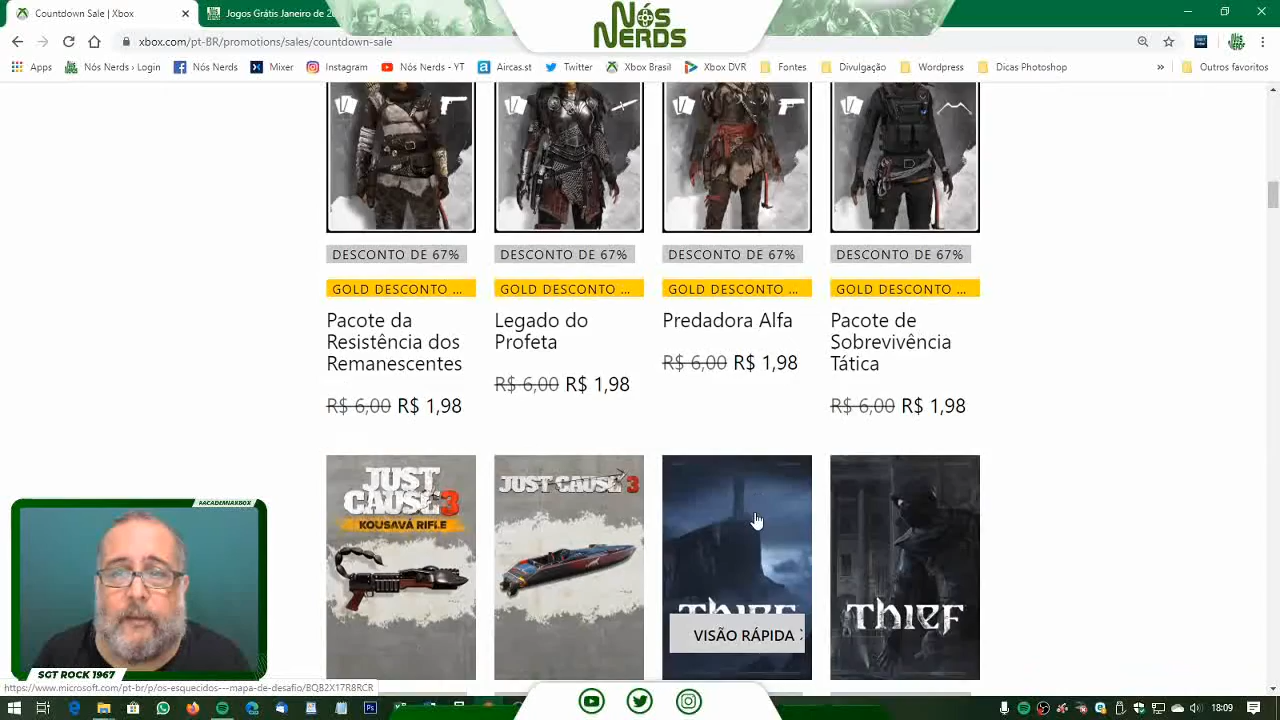 Countdown Sale | Xbox
Jogos Grátis Janeiro de 20
NÓS
NERDS
xbox.com/pt-BR/promotions/sales/countdown-sale
Apps
Nós Nerds › Login
Nós Nerds
Mixer
Instagram
Nós Nerds - YT
Aircas.st
Twitter
Xbox Brasil
Xbox DVR
Fontes
Divulgação
Wordpress
Dicas Photoshop
»
Outros favoritos
DESCONTO DE 67%
DESCONTO DE 67%
DESCONTO DE 67%
DESCONTO DE 67%
GOLD DESCONTO ...
GOLD DESCONTO ...
GOLD DESCONTO ...
GOLD DESCONTO ...
Pacote da
Resistência dos
Remanescentes
R$ 6,00 R$ 1,98
Legado do
Profeta
R$ 6,00 R$ 1,98
Predadora Alfa
R$ 6,00 R$ 1,98
Pacote de
Sobrevivência
Tática
R$ 6,00 R$ 1,98
JUST
CAUSE 3
KOUSAVÁ RIFLE
JUST CAUSE 3
THIEF
VISÃO RÁPIDA
THIEF
AACADEMIAXBOX
SGT ROCK 1967
https://www.microsoft.com/pt-br/p/os-esquecidos---mapa-de-desafio/BQB2X17R8RCR
18:09